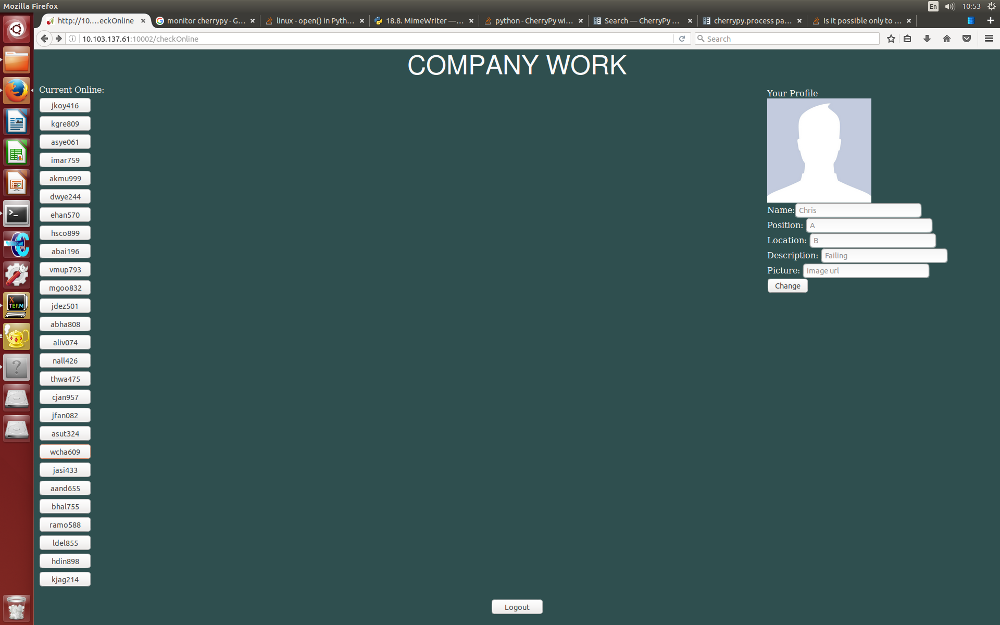 Mozilla Firefox
En
10:53
http://10....eckOnline
monitor cherrypy - G...
linux - open() in Pyth...
18.8. MimeWriter —...
python - CherryPy wi...
Search — CherryPy ...
cherrypy.process pa...
Is it possible only to ...
10.103.137.61:10002/checkOnline
Search
COMPANY WORK
Current Online:
jkoy416
kgre809
asye061
imar759
akmu999
dwye244
ehan570
hsco899
abai196
vmup793
mgoo832
jdez501
abha808
aliv074
nall426
thwa475
cjan957
jfan082
asut324
wcha609
jasi433
aand655
bhal755
ramo588
ldel855
hdin898
kjag214
Your Profile
Name: Chris
Position: A
Location: B
Description: Failing
Picture: image url
Change
Logout
X
TERM